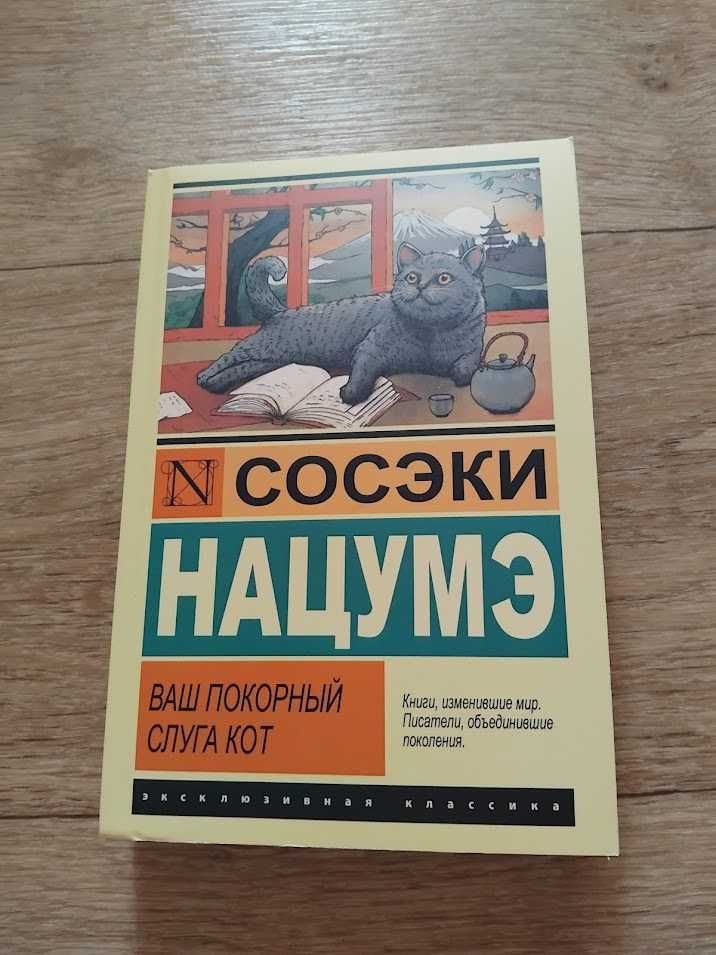 N СОСЭКИ
НАЦУМЭ
ВАШ ПОКОРНЫЙ
СЛУГА КОТ
Книги, изменившие мир.
Писатели, объединившие
поколения.
эксклюзивная классика